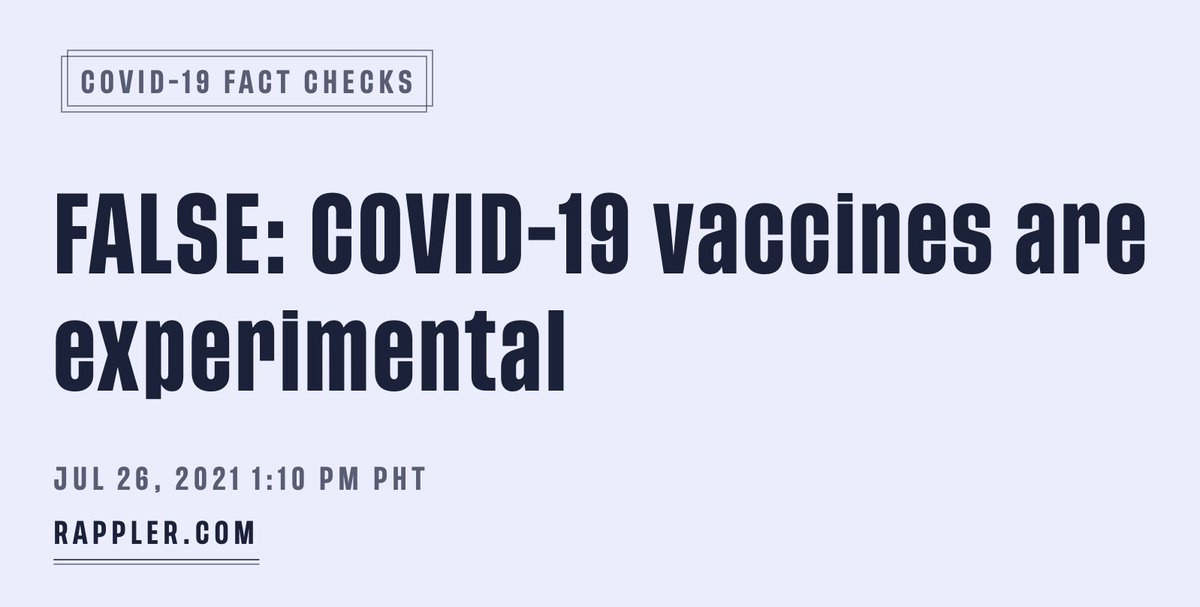 COVID-19 FACT CHECKS
FALSE: COVID-19 vaccines are
experimental
JUL 26, 2021 1:10 PM PHT
RAPPLER.COM